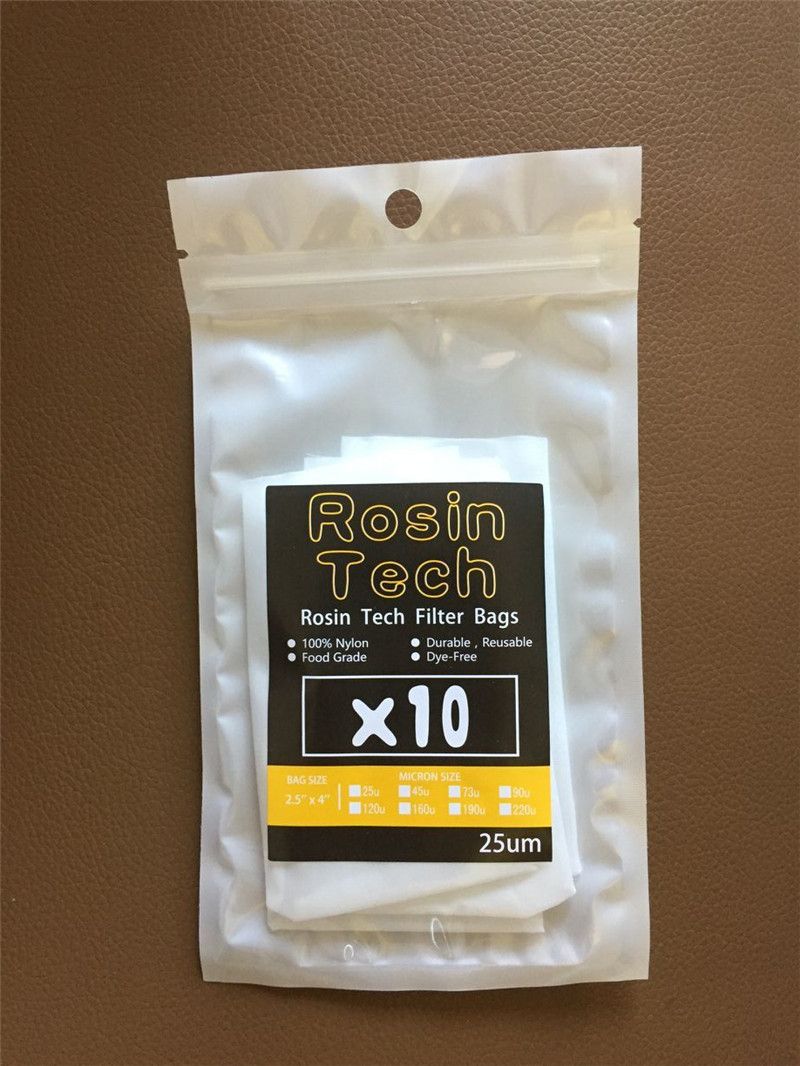 Rosin
Tech
Rosin Tech Filter Bags
100% Nylon
Food Grade
Durable , Reusable
Dye-Free
x10
BAG SIZE
2.5" x 4"
MICRON SIZE
25u 45u 73u 90u
120u 160u 190u 220u
25um